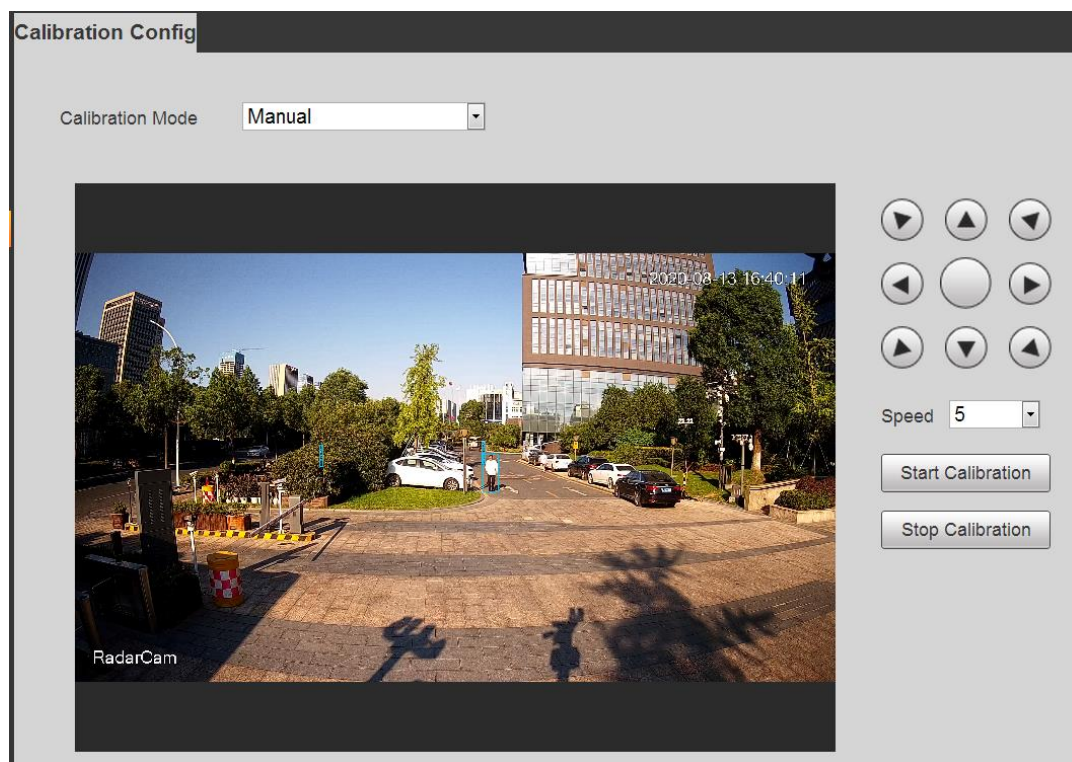 Calibration Config
Calibration Mode
Manual
2020-08-13 16:40:11
Speed
5
Start Calibration
Stop Calibration
RadarCam